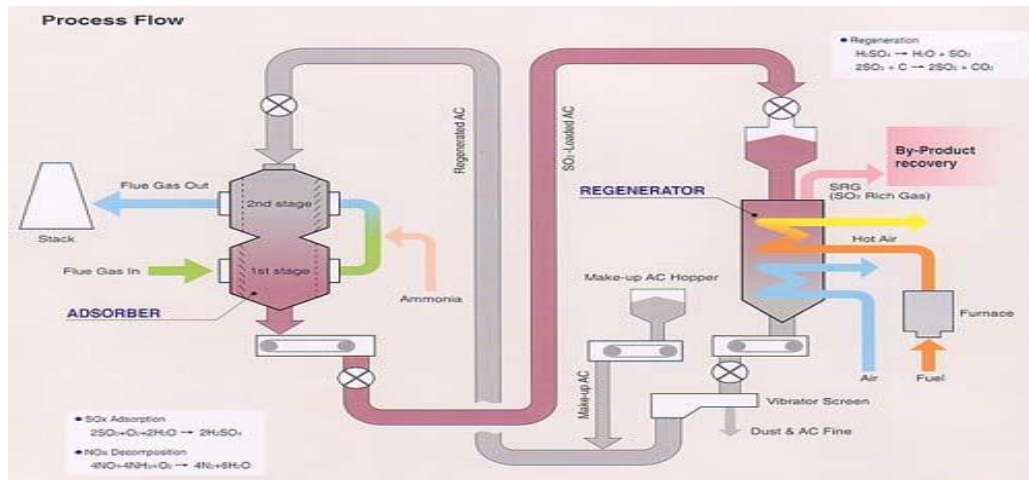 Process Flow
● Regeneration
H₂SO₄ → H₂O + SO₃
2SO₃ + C → 2SO₂ + CO₂
Regenerated AC
SO₂-Loaded AC
By-Product
recovery
Flue Gas Out
2nd stage
REGENERATOR
SRG
(SO₂ Rich Gas)
Stack
Hot Air
Flue Gas In
1st stage
Make-up AC Hopper
Ammonia
ADSORBER
Furnace
Make-up AC
Air
Fuel
Vibrator Screen
● SOx Adsorption
2SO₂+O₂+2H₂O → 2H₂SO₄
Dust & AC Fine
● NOx Decomposition
4NO+4NH₃+O₂ → 4N₂+6H₂O